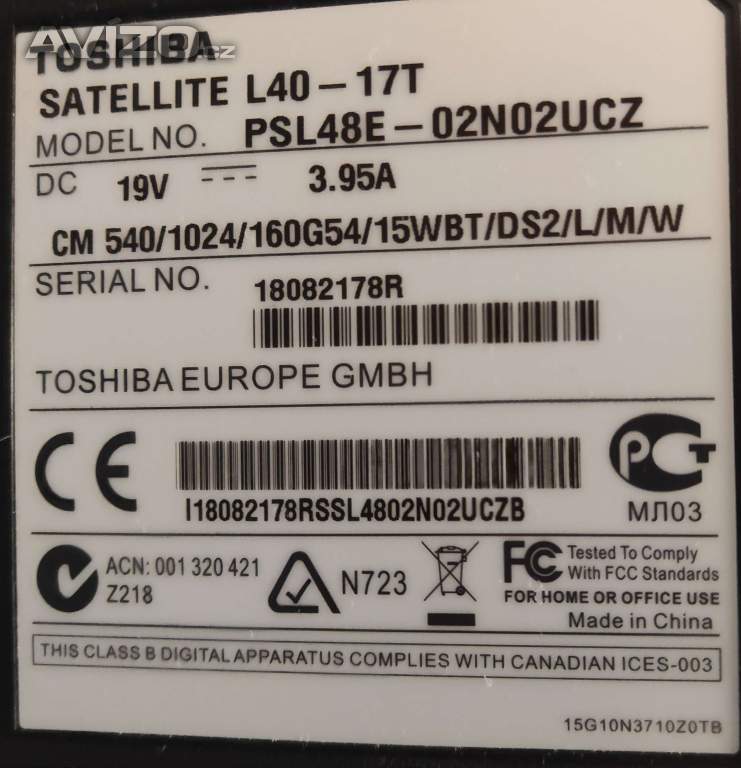 AVÍZO.cz
TOSHIBA
SATELLITE L40-17T
MODEL NO. PSL48E-02N02UCZ
DC 19V 3.95A
CM 540/1024/160G54/15WBT/DS2/L/M/W
SERIAL NO. 18082178R
TOSHIBA EUROPE GMBH
CE
I18082178RSSL4802N02UCZB
РСТ
МЛ03
ACN: 001 320 421
Z218
N723
FC Tested To Comply
With FCC Standards
FOR HOME OR OFFICE USE
Made in China
THIS CLASS B DIGITAL APPARATUS COMPLIES WITH CANADIAN ICES-003
15G10N3710Z0TB